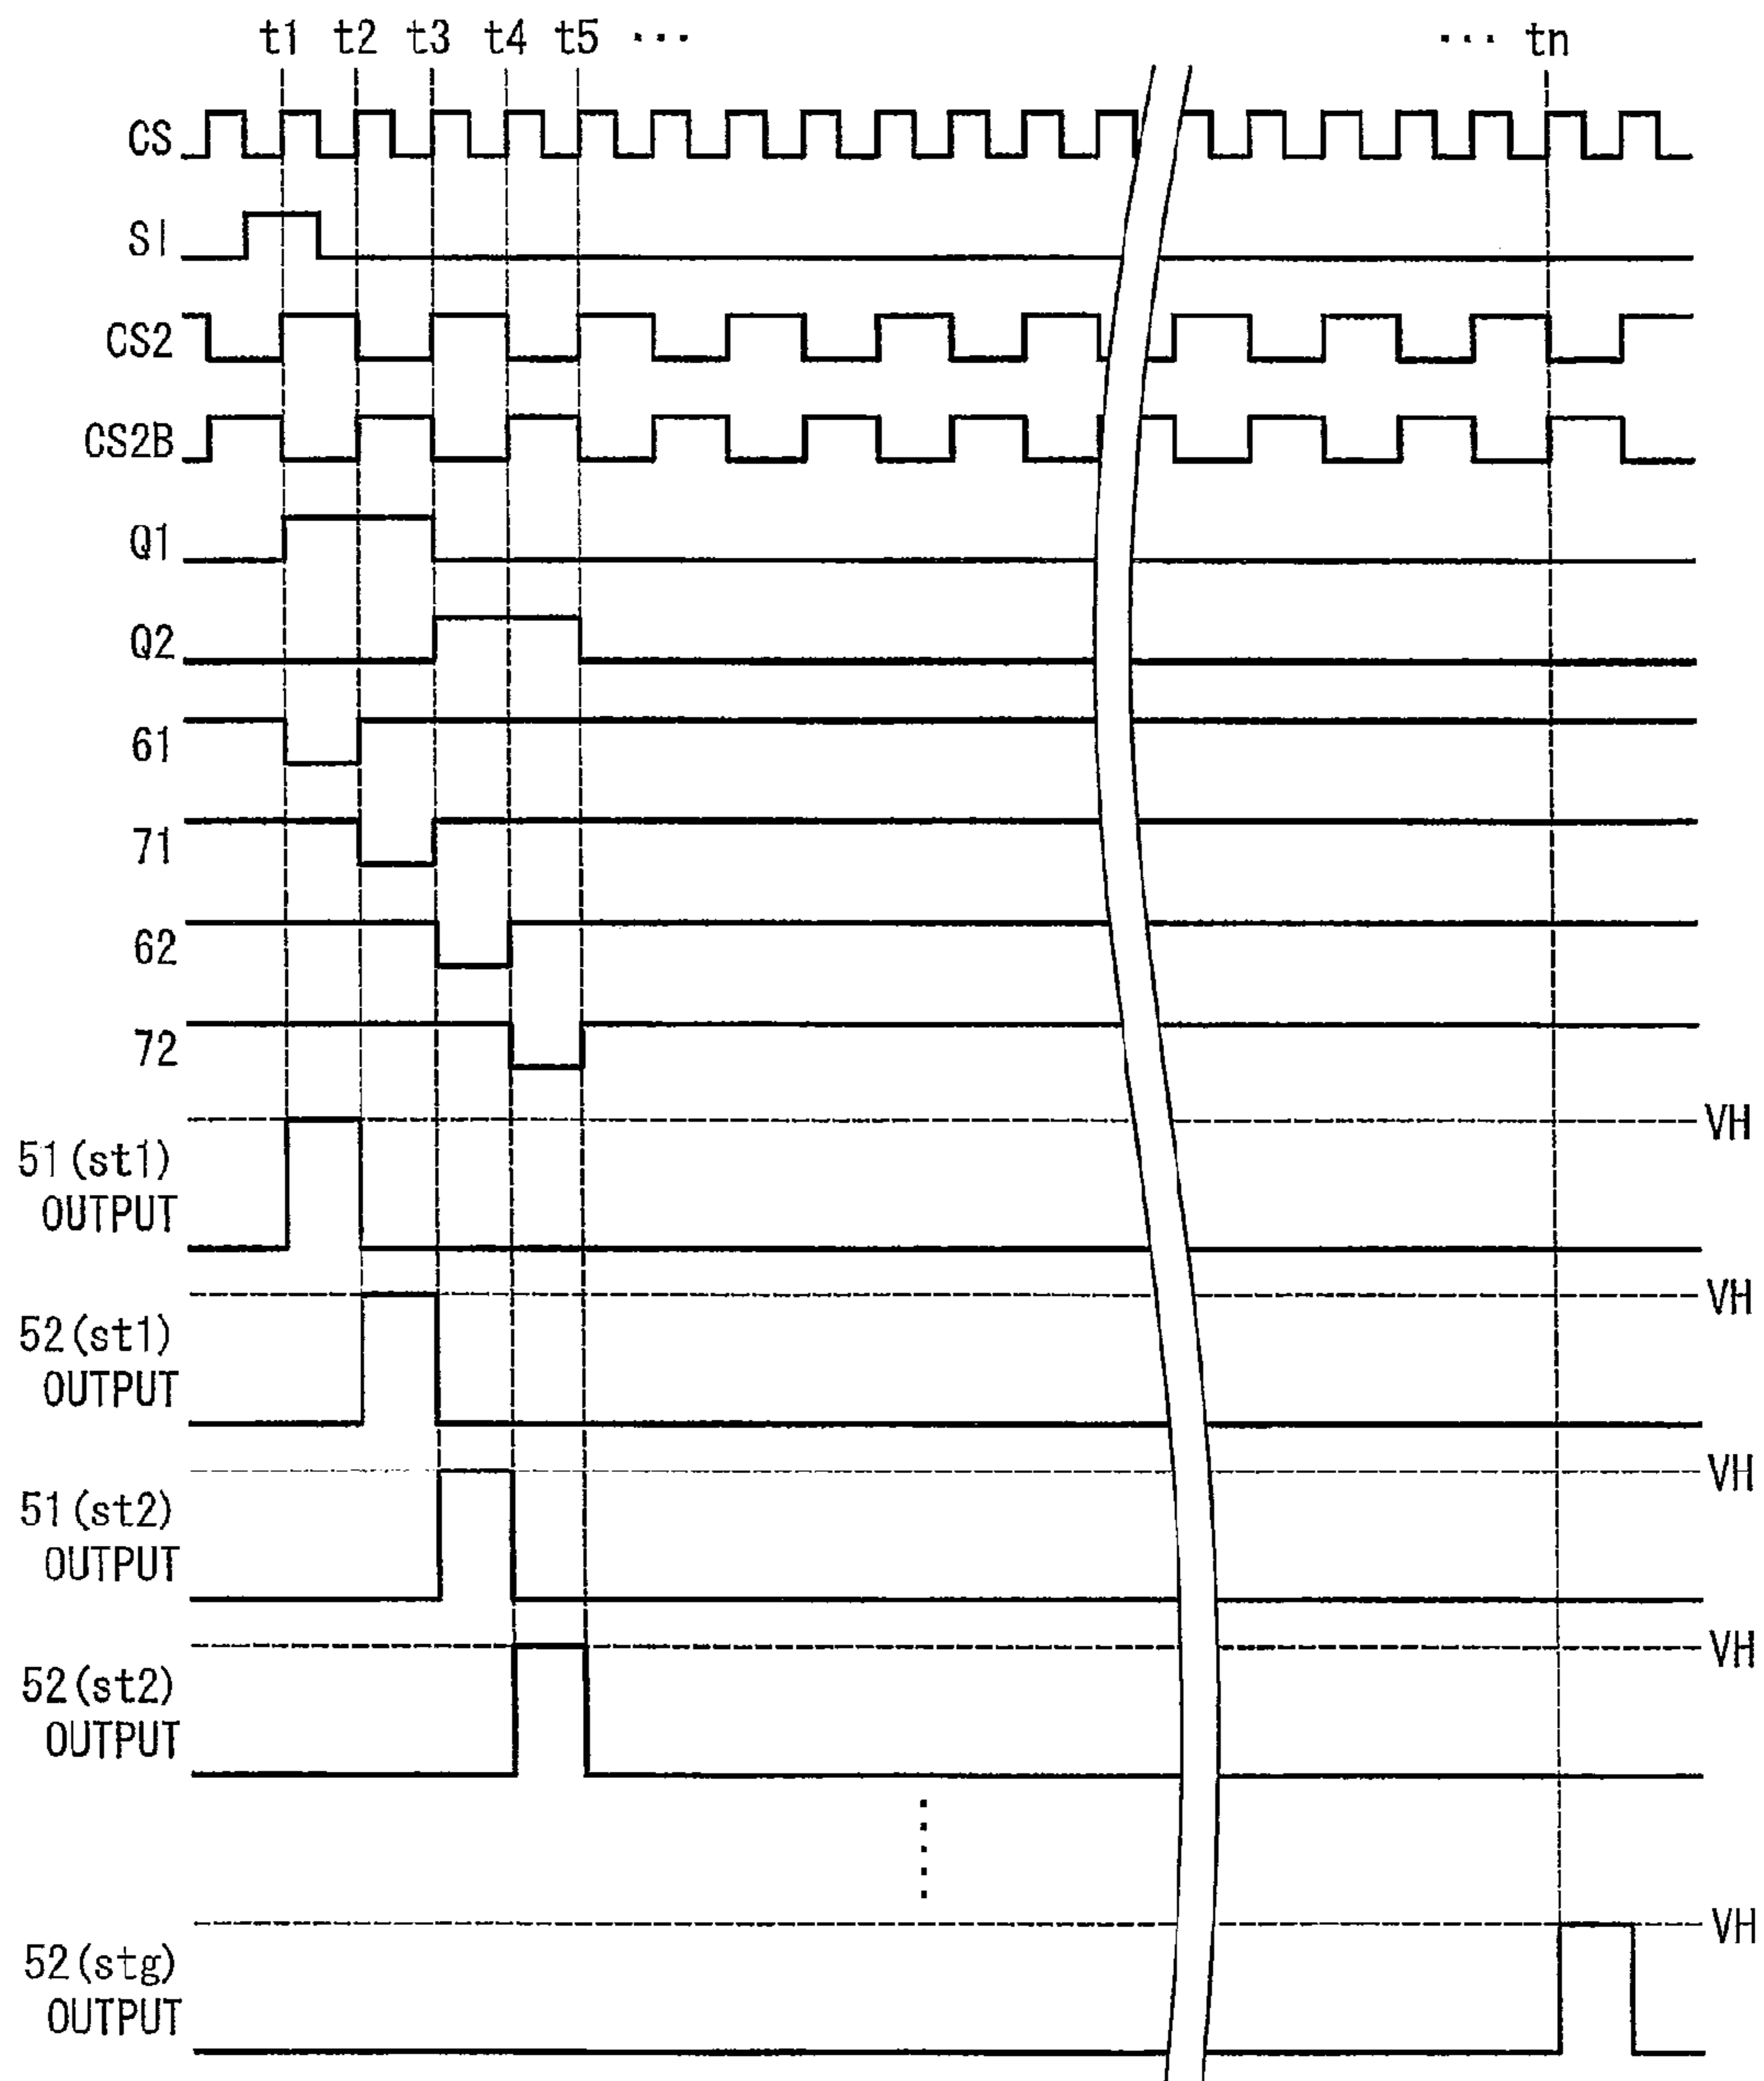 t1 t2 t3 t4 t5 ··· ··· tn
CS
SI
CS2
CS2B
Q1
Q2
61
71
62
72
VH
51(st1)
OUTPUT
VH
52(st1)
OUTPUT
VH
51(st2)
OUTPUT
VH
52(st2)
OUTPUT
VH
52(stg)
OUTPUT